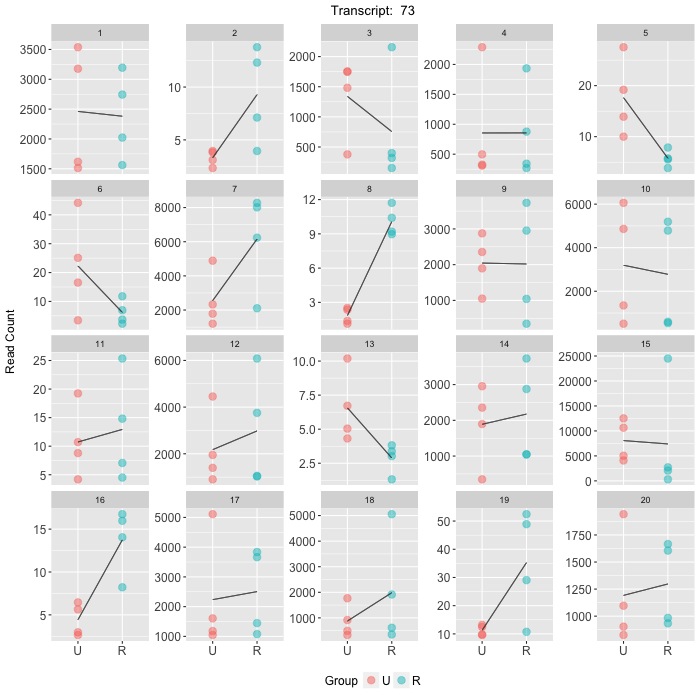 Transcript: 73
1 2 3 4 5
3500 3000 2500 2000 1500
10 5
2000 1500 1000 500
2000 1500 1000 500
20 10
6 7 8 9 10
40 30 20 10
8000 6000 4000 2000
12 9 6 3
3000 2000 1000
6000 4000 2000
Read Count
11 12 13 14 15
25 20 15 10 5
6000 4000 2000
10.0 7.5 5.0 2.5
3000 2000 1000
25000 20000 15000 10000 5000 0
16 17 18 19 20
15 10 5
5000 4000 3000 2000 1000
5000 4000 3000 2000 1000
50 40 30 20 10
1750 1500 1250 1000
U R U R U R U R U R
Group U R